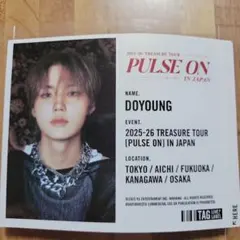 2025-26 TREASURE TOUR
PULSE ON
IN JAPAN
NAME.
DOYOUNG
EVENT.
2025-26 TREASURE TOUR
[PULSE ON] IN JAPAN
LOCATION.
TOKYO / AICHI / FUKUOKA /
KANAGAWA / OSAKA
TAG
HERE